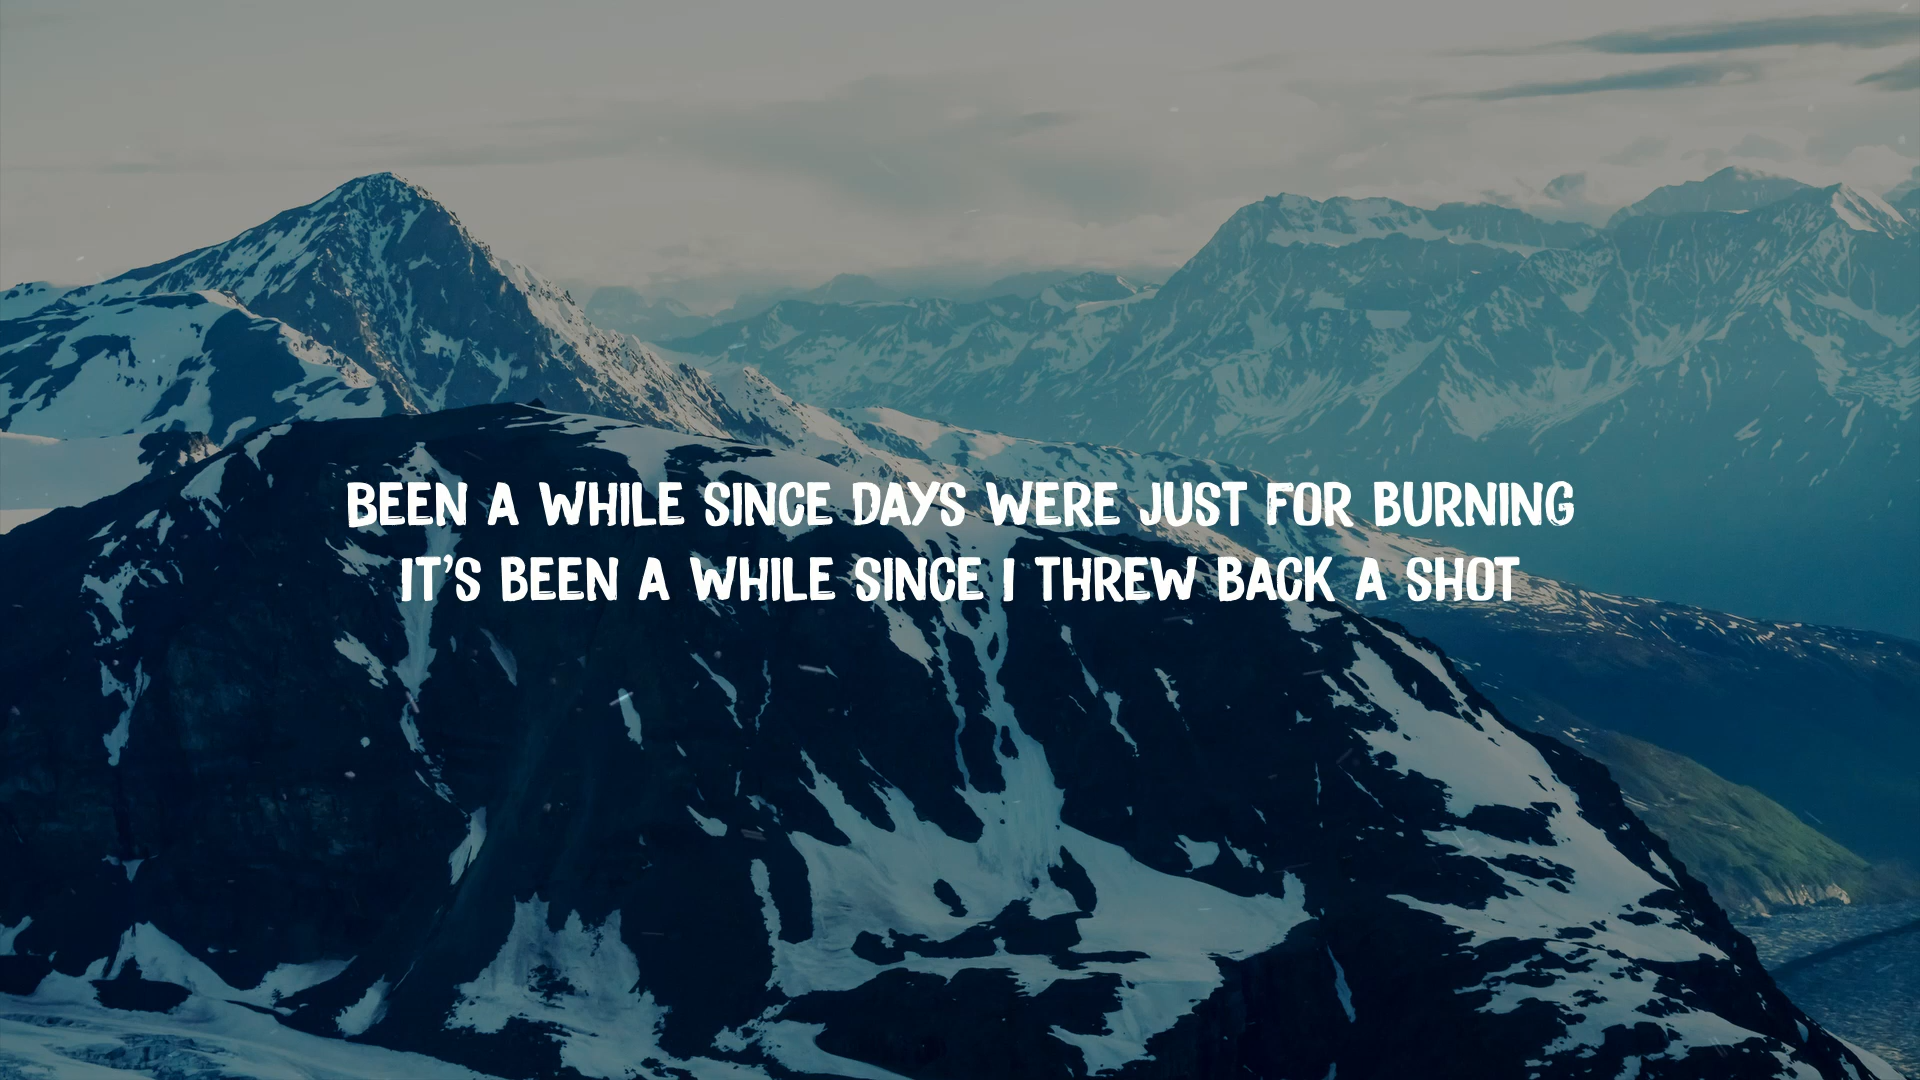 BEEN A WHILE SINCE DAYS WERE JUST FOR BURNING
IT'S BEEN A WHILE SINCE I THREW BACK A SHOT